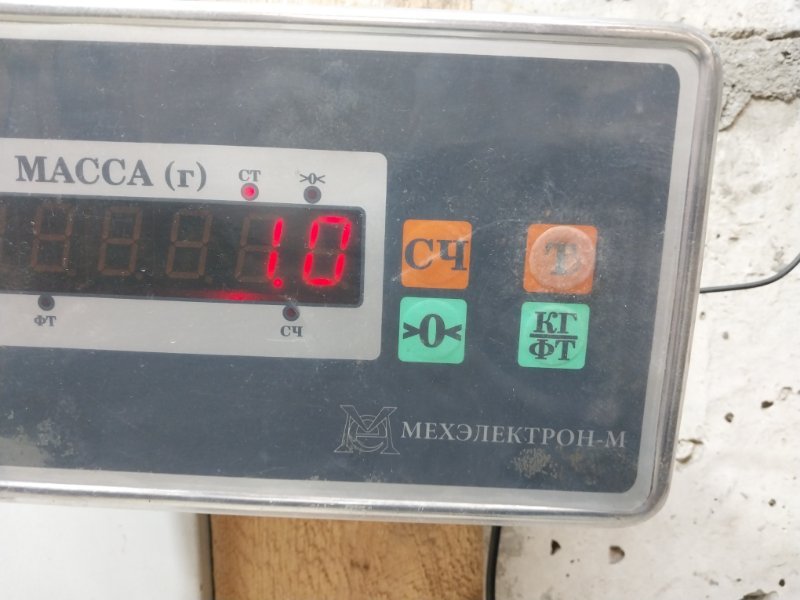 МАССА (г)
СТ
>0<
1.0
ФТ
СЧ
СЧ
Т
>0<
КГ
ФТ
МЕХЭЛЕКТРОН-М